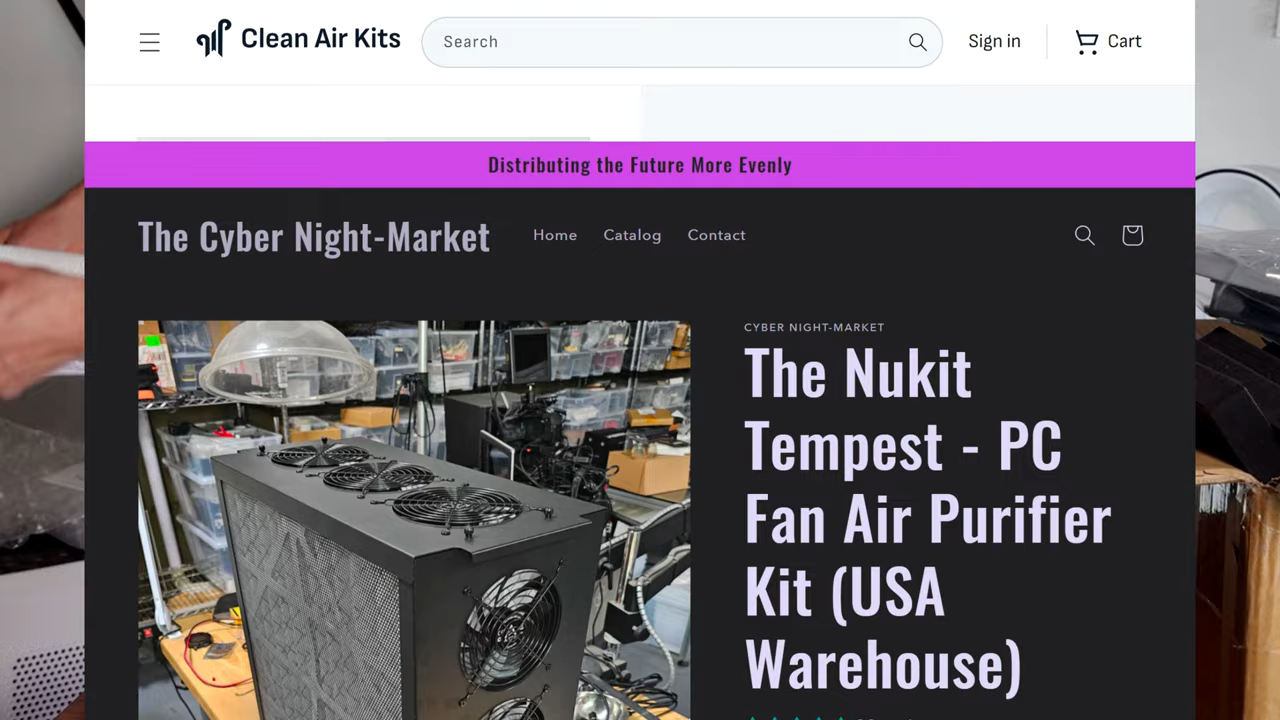 Clean Air Kits
Search
Sign in
Cart
Distributing the Future More Evenly
The Cyber Night-Market
Home
Catalog
Contact
CYBER NIGHT-MARKET
The Nukit
Tempest - PC
Fan Air Purifier
Kit (USA
Warehouse)